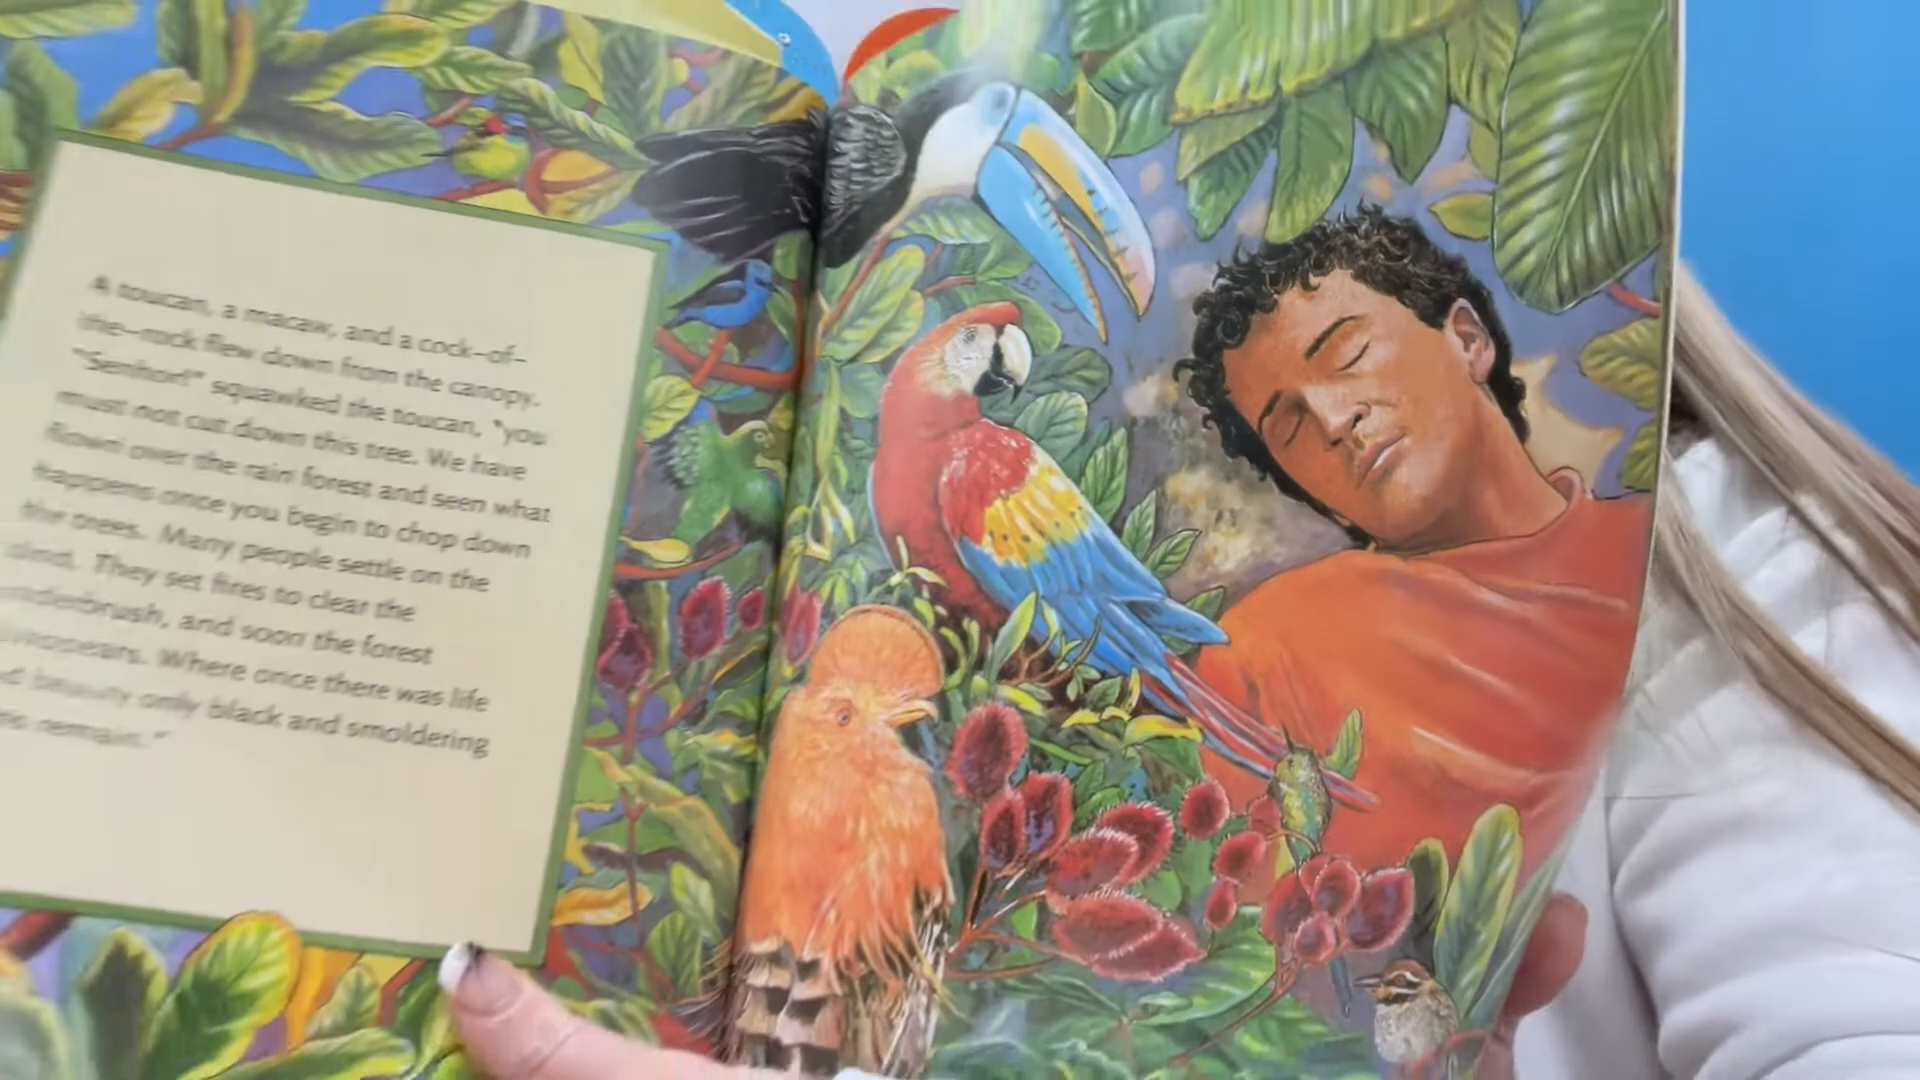 A toucan, a macaw, and a cock-of-
the-rock flew down from the canopy.
"Senhor!" squawked the toucan, "you
must not cut down this tree. We have
flown over the rain forest and seen what
happens once you begin to chop down
the trees. Many people settle on the
land. They set fires to clear the
underbrush, and soon the forest
disappears. Where once there was life
and beauty only black and smoldering
remain."